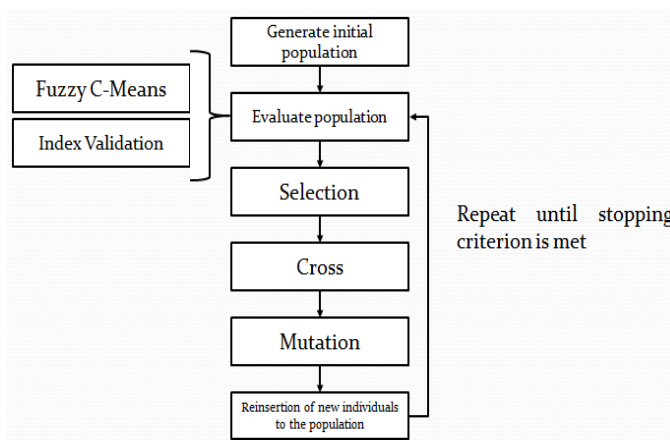 Generate initial
population
Fuzzy C-Means
Index Validation
Evaluate population
Selection
Cross
Mutation
Reinsertion of new individuals
to the population
Repeat until stopping
criterion is met